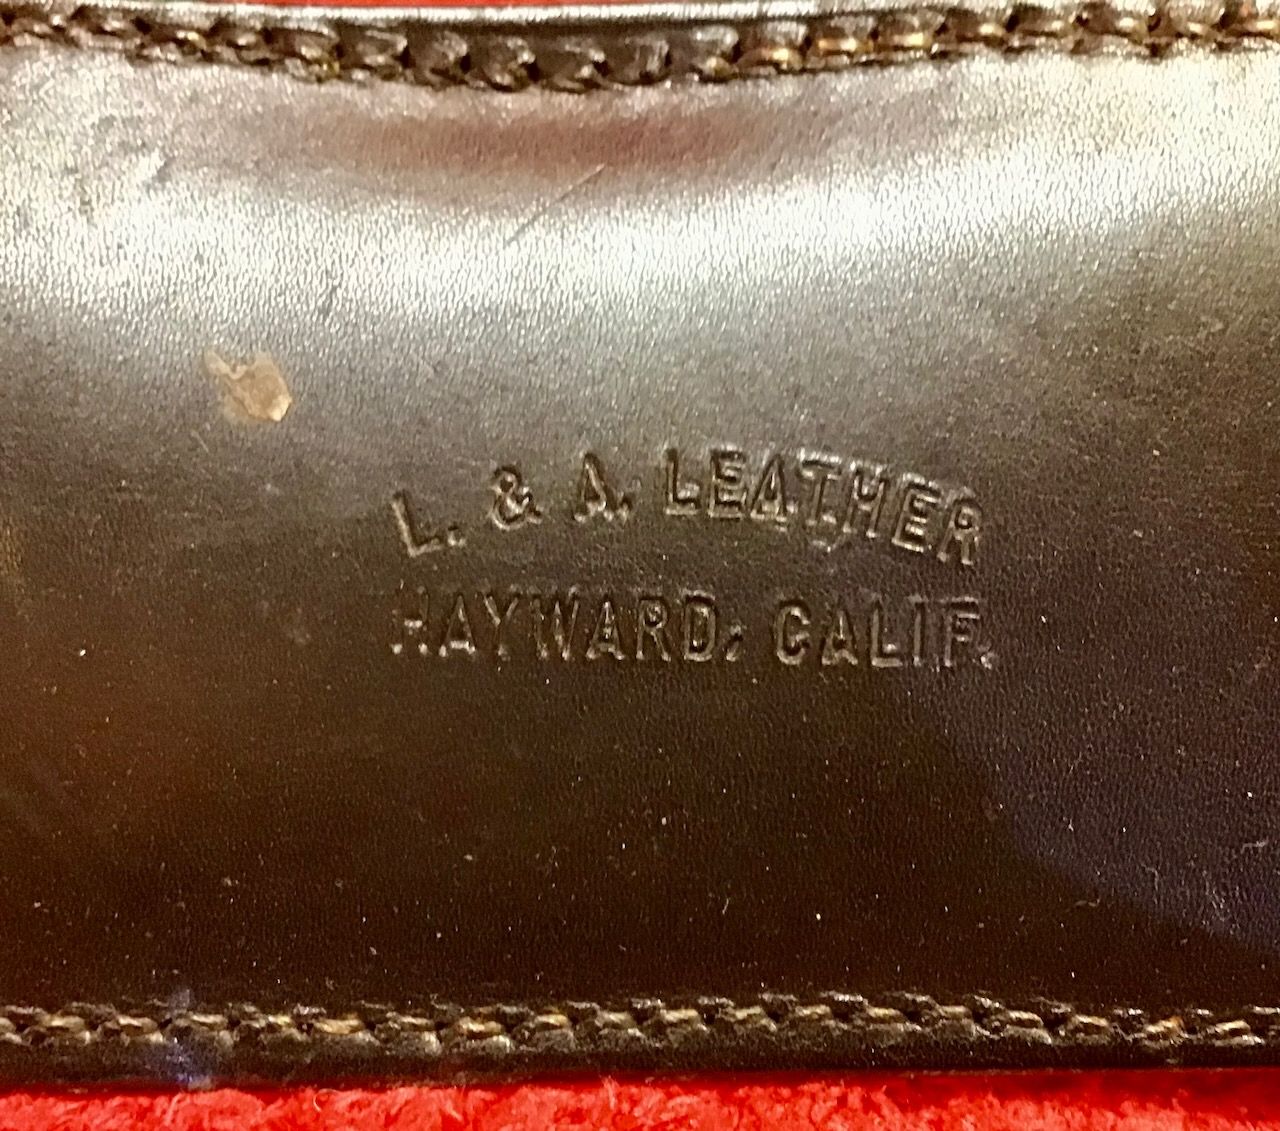 L. & A. LEATHER
HAYWARD, CALIF.